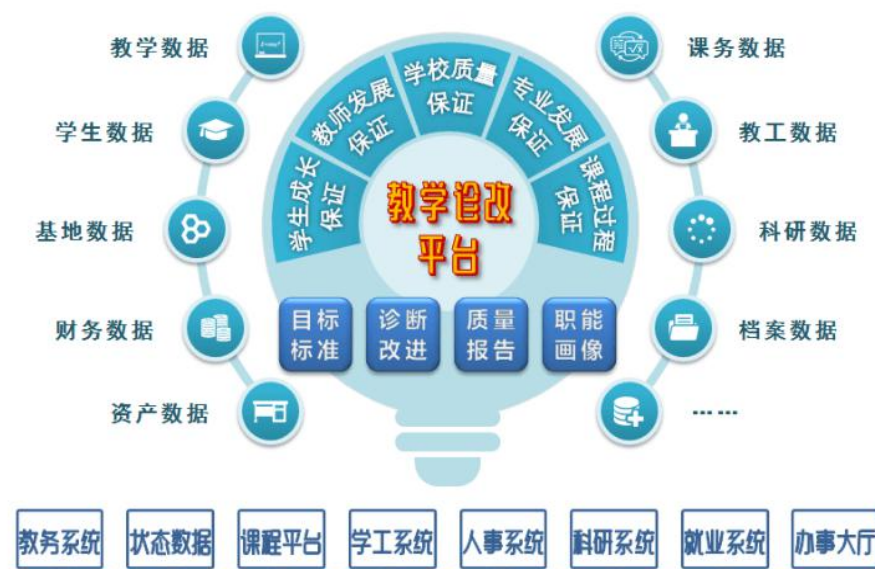 教学数据
学生数据
基地数据
财务数据
资产数据
学生成长
保证
教师发展
保证
学校质量
保证
专业发展
保证
课程过程
保证
教学诊改
平台
目标
标准
诊断
改进
质量
报告
职能
画像
课务数据
教工数据
科研数据
档案数据
……
教务系统
状态数据
课程平台
学工系统
人事系统
科研系统
就业系统
办事大厅